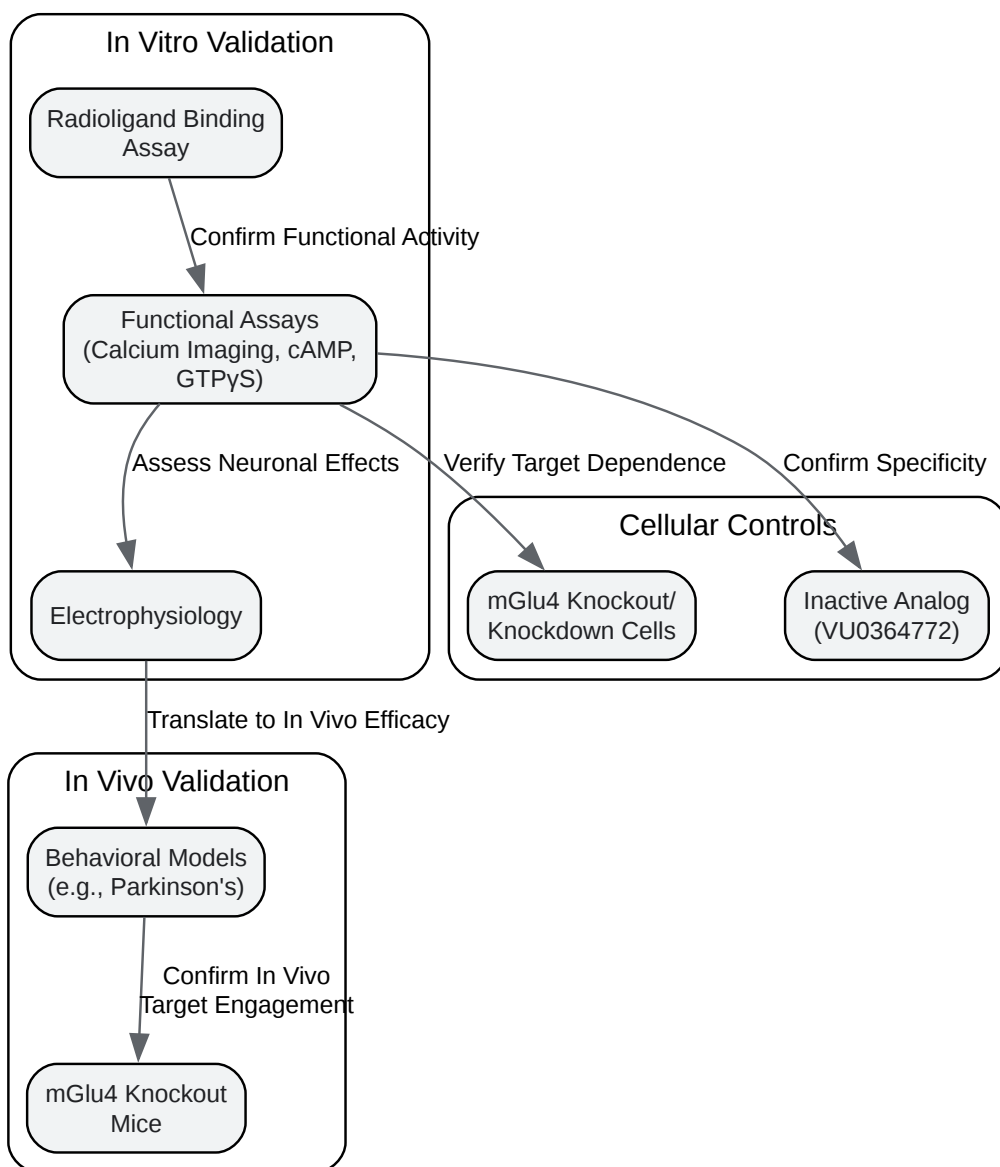 In Vitro Validation
Radioligand Binding
Assay
Confirm Functional Activity
Functional Assays
(Calcium Imaging, cAMP,
GTPγS)
Assess Neuronal Effects
Verify Target Dependence
Confirm Specificity
Cellular Controls
Electrophysiology
mGlu4 Knockout/
Knockdown Cells
Inactive Analog
(VU0364772)
Translate to In Vivo Efficacy
In Vivo Validation
Behavioral Models
(e.g., Parkinson's)
Confirm In Vivo
Target Engagement
mGlu4 Knockout
Mice